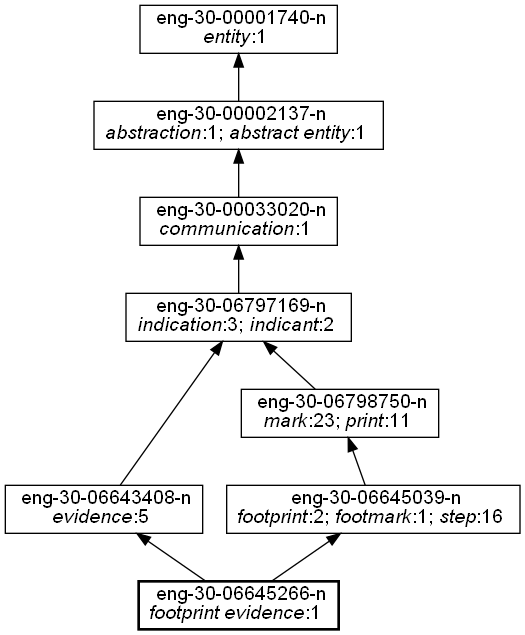 eng-30-00001740-n
entity:1
eng-30-00002137-n
abstraction:1; abstract entity:1
eng-30-00033020-n
communication:1
eng-30-06797169-n
indication:3; indicant:2
eng-30-06798750-n
mark:23; print:11
eng-30-06643408-n
evidence:5
eng-30-06645039-n
footprint:2; footmark:1; step:16
eng-30-06645266-n
footprint evidence:1